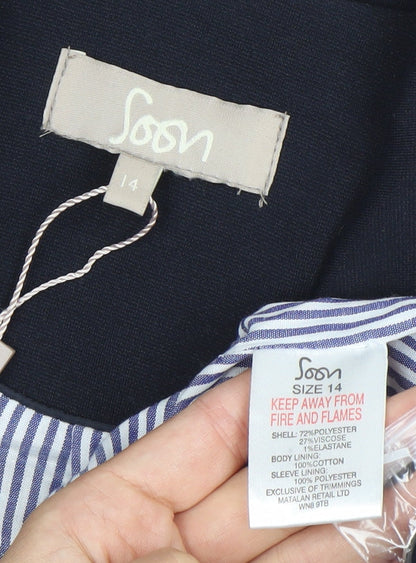 Soon
14
Soon
SIZE 14
KEEP AWAY FROM
FIRE AND FLAMES
SHELL: 72%POLYESTER
27%VISCOSE
1%ELASTANE
BODY LINING:
100%COTTON
SLEEVE LINING:
100% POLYESTER
EXCLUSIVE OF TRIMMINGS
MATALAN RETAIL LTD
WN8 9TB